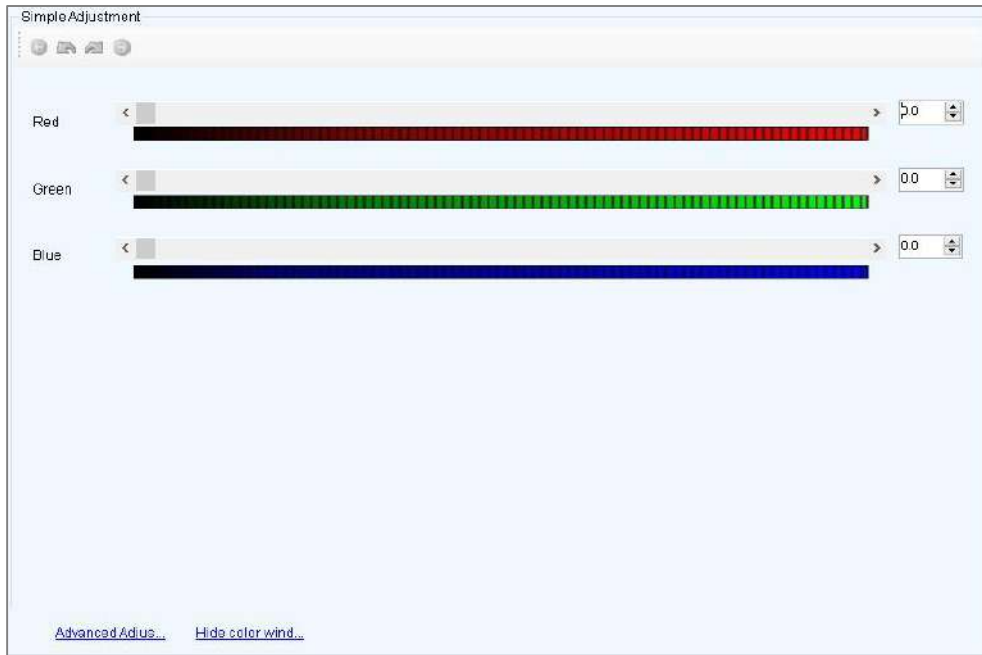 Simple Adjustment
Red 0.0
Green 0.0
Blue 0.0
Advanced Adjus... Hide color wind...